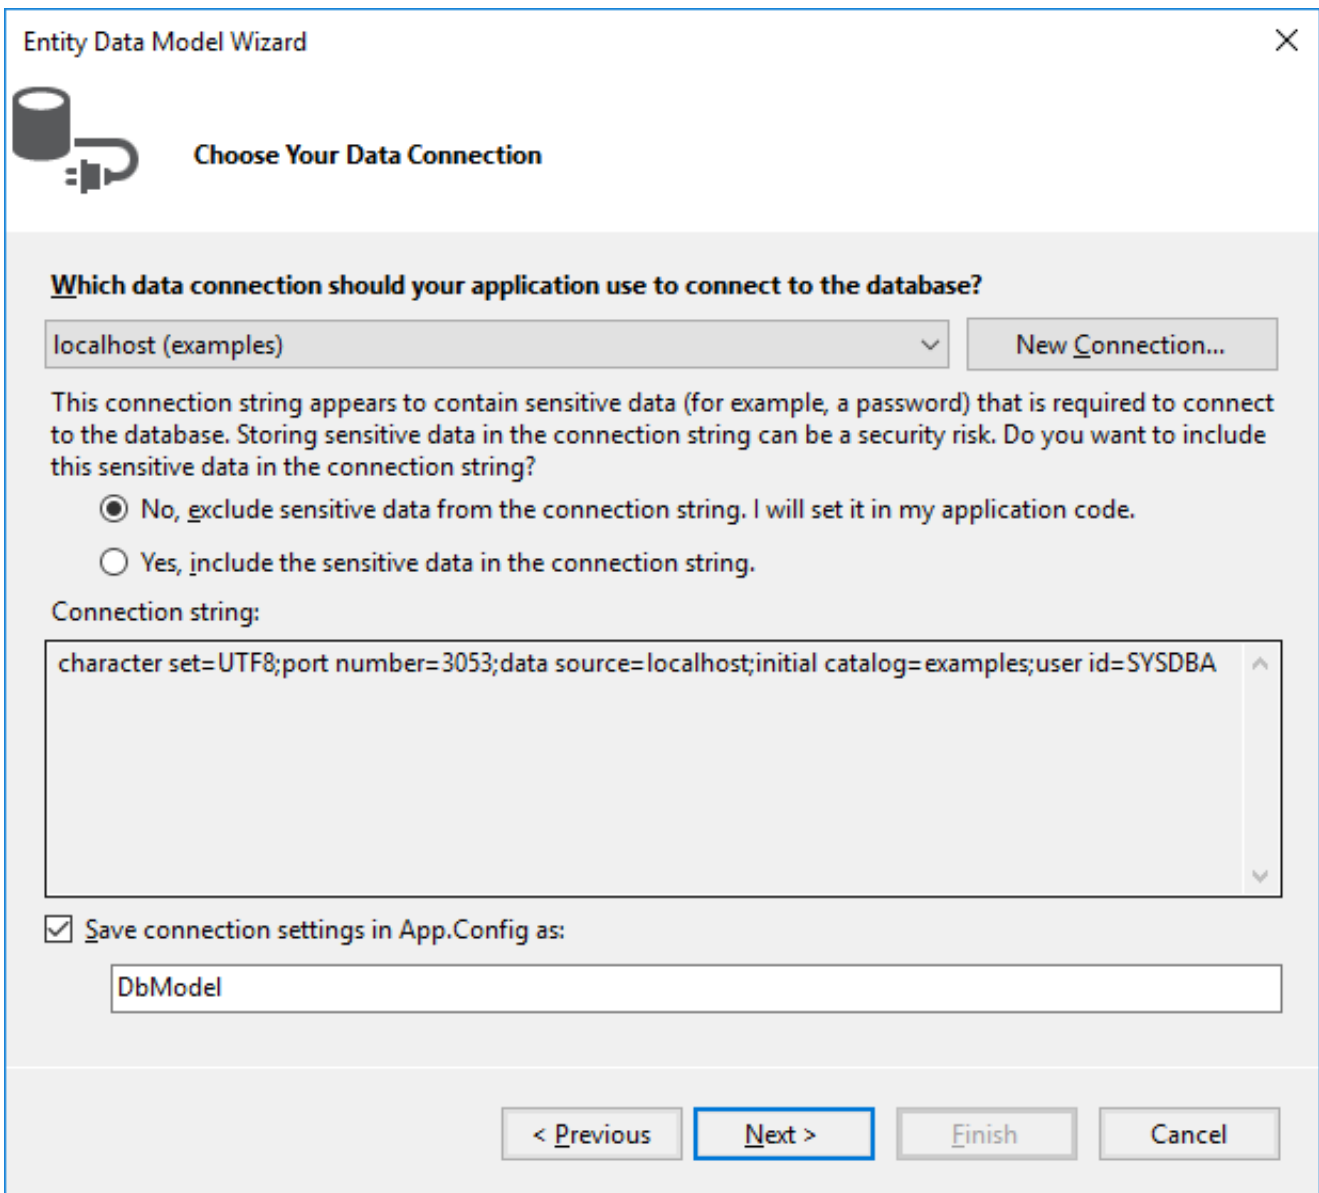 Entity Data Model Wizard
Choose Your Data Connection
Which data connection should your application use to connect to the database?
localhost (examples)
New Connection...
This connection string appears to contain sensitive data (for example, a password) that is required to connect
to the database. Storing sensitive data in the connection string can be a security risk. Do you want to include
this sensitive data in the connection string?
No, exclude sensitive data from the connection string. I will set it in my application code.
Yes, include the sensitive data in the connection string.
Connection string:
character set=UTF8;port number=3053;data source=localhost;initial catalog=examples;user id=SYSDBA
Save connection settings in App.Config as:
DbModel
< Previous
Next >
Finish
Cancel